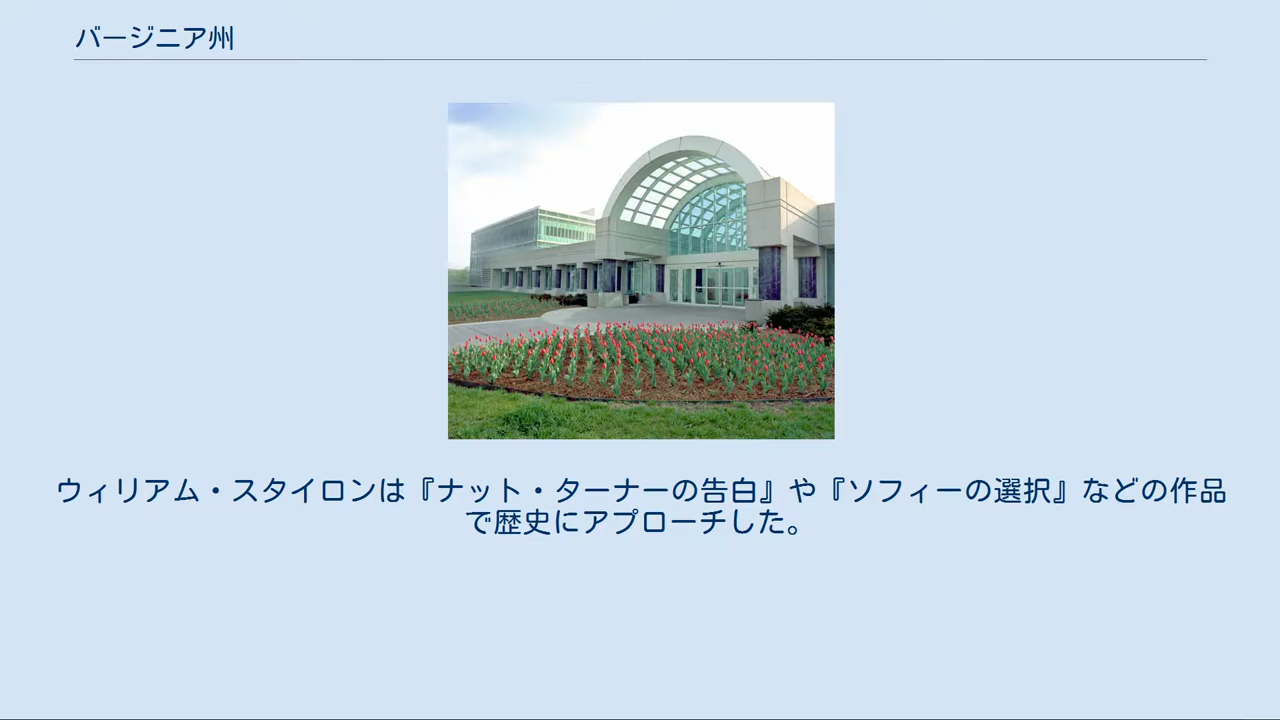 バージニア州
ウィリアム・スタイロンは『ナット・ターナーの告白』や『ソフィーの選択』などの作品
で歴史にアプローチした。